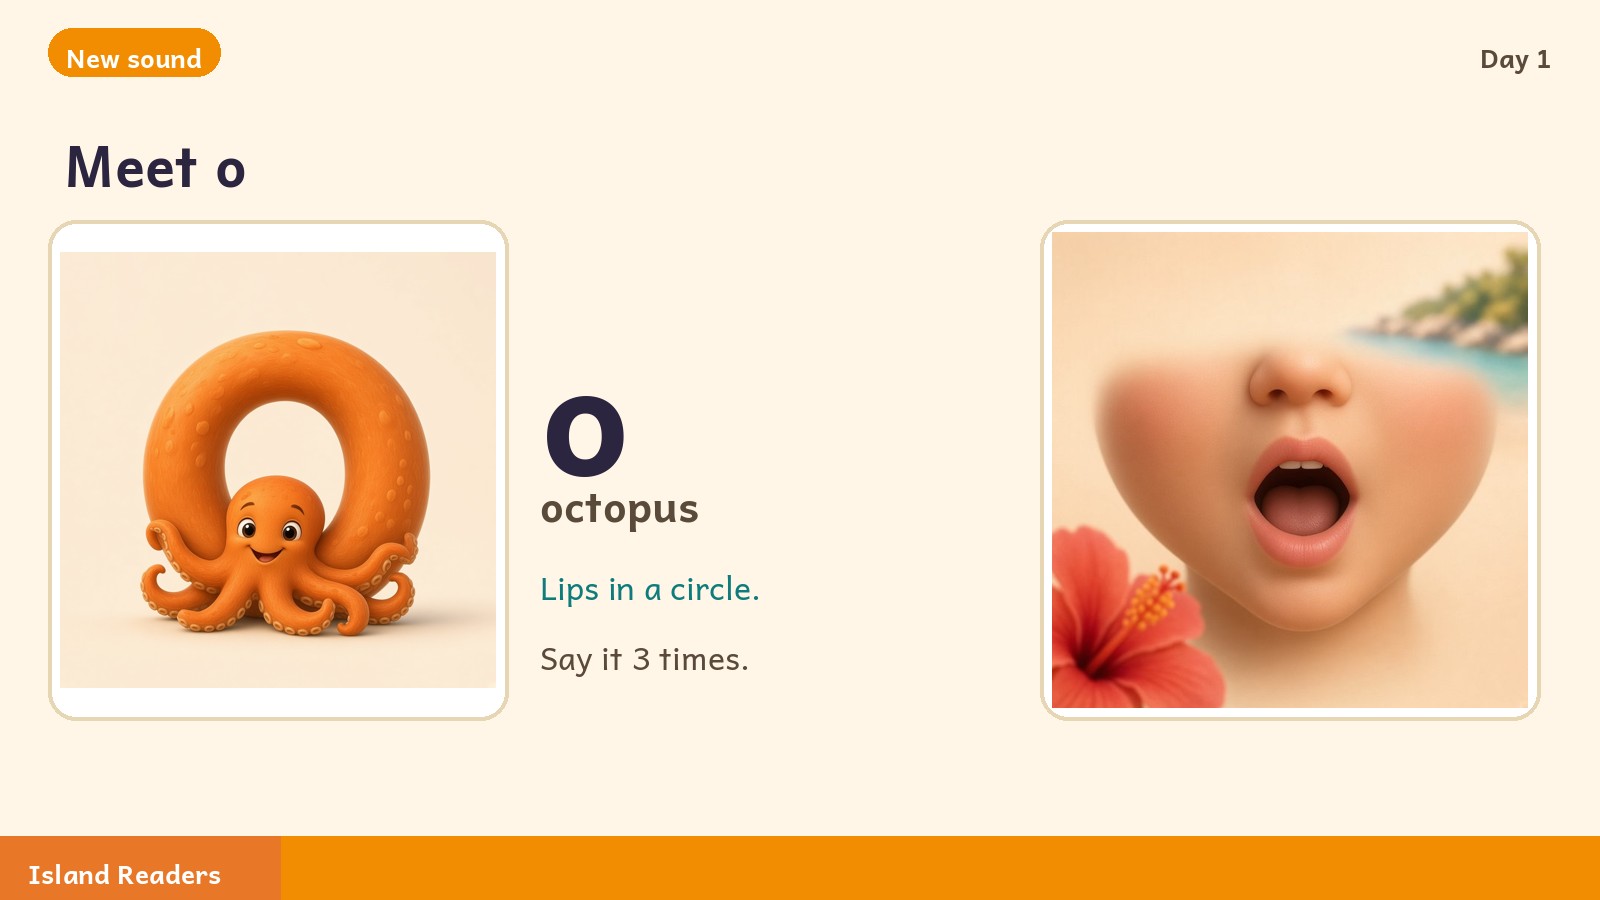 New sound
Day 1
Meet o
o
octopus
Lips in a circle.
Say it 3 times.
Island Readers